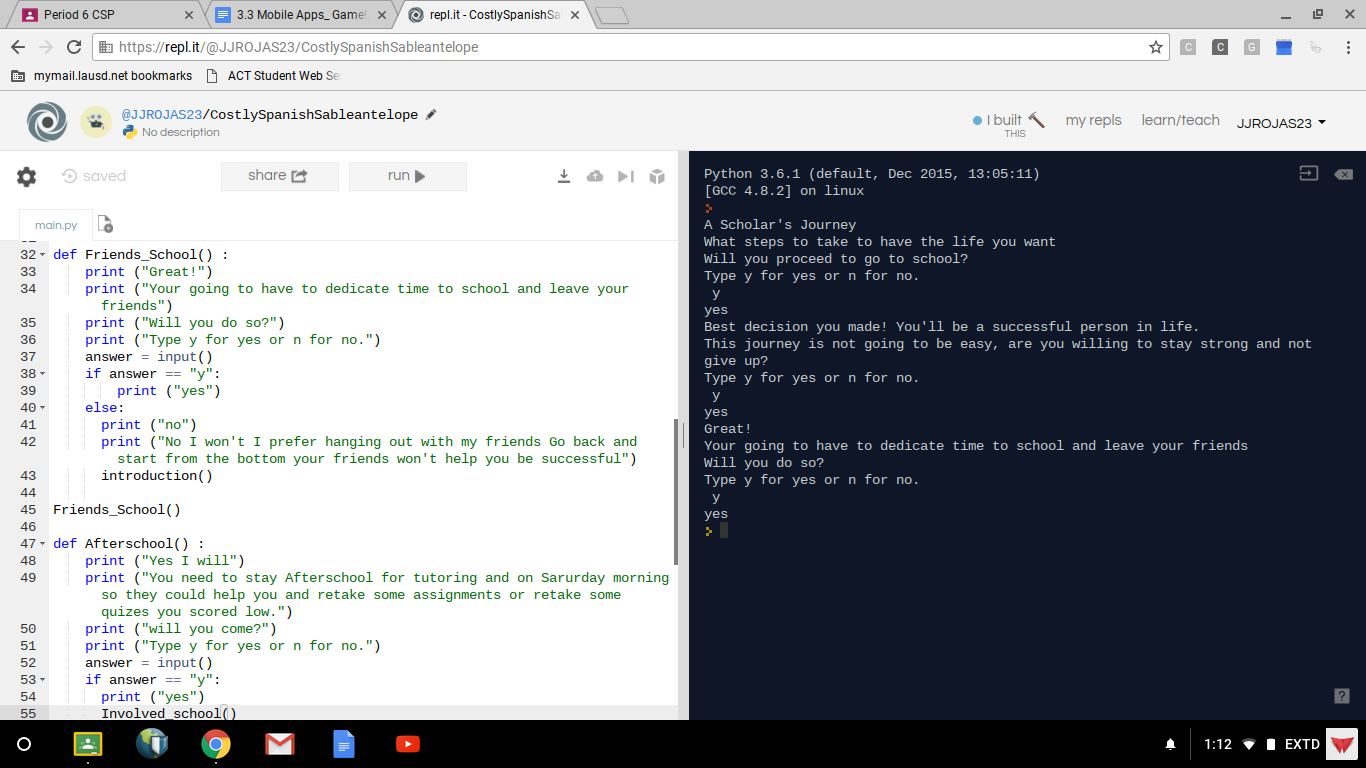 Period 6 CSP
3.3 Mobile Apps_ Game
repl.it - CostlySpanishSa
https://repl.it/@JJROJAS23/CostlySpanishSableantelope
C C G
mymail.lausd.net bookmarks ACT Student Web Se
@JJROJAS23/CostlySpanishSableantelope
No description
I built
THIS
my repls learn/teach JJROJAS23
saved share run
main.py
32 def Friends_School() :
33 print ("Great!")
34 print ("Your going to have to dedicate time to school and leave your
friends")
35 print ("Will you do so?")
36 print ("Type y for yes or n for no.")
37 answer = input()
38 if answer == "y":
39 print ("yes")
40 else:
41 print ("no")
42 print ("No I won't I prefer hanging out with my friends Go back and
start from the bottom your friends won't help you be successful")
43 introduction()
44
45 Friends_School()
46
47 def Afterschool() :
48 print ("Yes I will")
49 print ("You need to stay Afterschool for tutoring and on Sarurday morning
so they could help you and retake some assignments or retake some
quizes you scored low.")
50 print ("will you come?")
51 print ("Type y for yes or n for no.")
52 answer = input()
53 if answer == "y":
54 print ("yes")
55 Involved_school()
Python 3.6.1 (default, Dec 2015, 13:05:11)
[GCC 4.8.2] on linux
A Scholar's Journey
What steps to take to have the life you want
Will you proceed to go to school?
Type y for yes or n for no.
y
yes
Best decision you made! You'll be a successful person in life.
This journey is not going to be easy, are you willing to stay strong and not
give up?
Type y for yes or n for no.
y
yes
Great!
Your going to have to dedicate time to school and leave your friends
Will you do so?
Type y for yes or n for no.
y
yes
?
1:12 EXTD